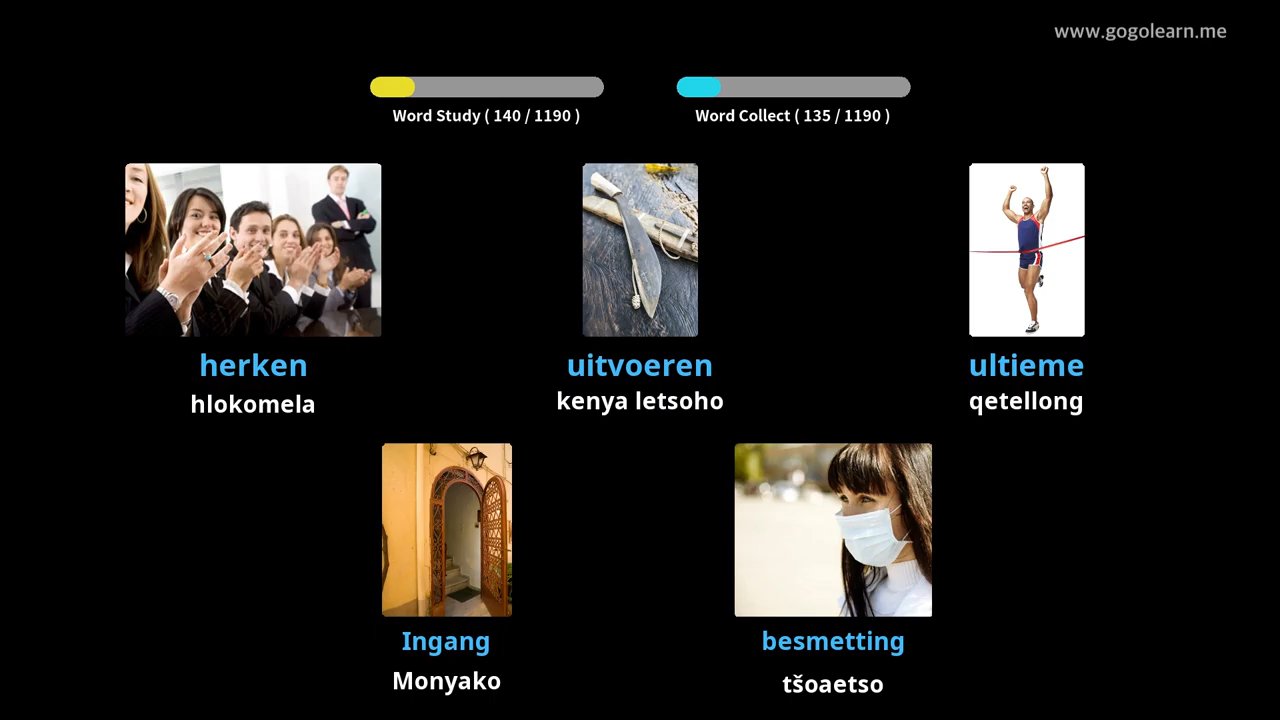 www.gogolearn.me
Word Study ( 140 / 1190 )
Word Collect ( 135 / 1190 )
herken
hlokomela
uitvoeren
kenya letsoho
ultieme
qetellong
Ingang
Monyako
besmetting
tšoaetso